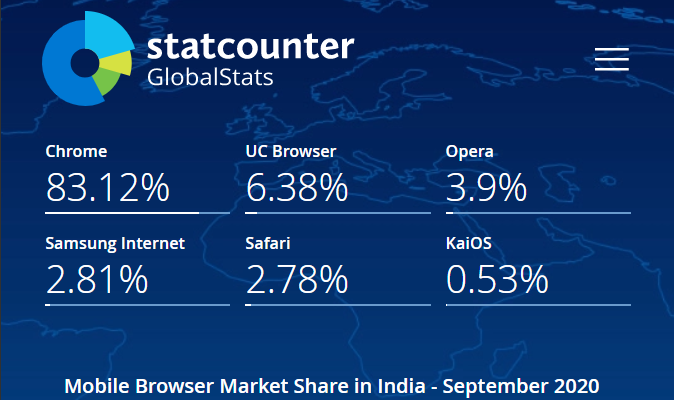 statcounter
GlobalStats
Chrome UC Browser Opera
83.12% 6.38% 3.9%
Samsung Internet Safari KaiOS
2.81% 2.78% 0.53%
Mobile Browser Market Share in India - September 2020